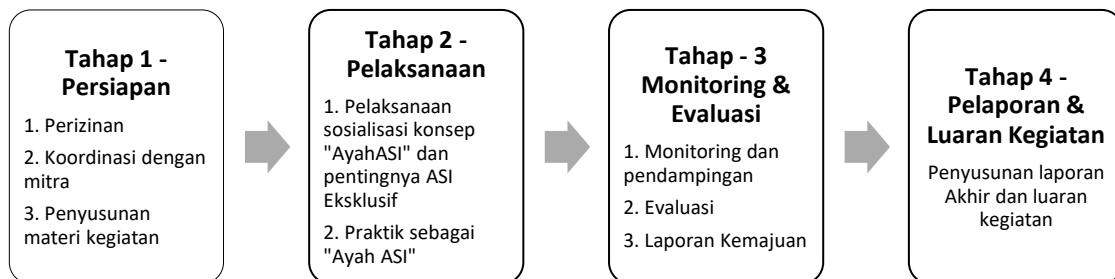 Tahap 1 -
Persiapan
1. Perizinan
2. Koordinasi dengan
mitra
3. Penyusunan
materi kegiatan
Tahap 2 -
Pelaksanaan
1. Pelaksanaan
sosialisasi konsep
"AyahASI" dan
pentingnya ASI
Eksklusif
2. Praktik sebagai
"Ayah ASI"
Tahap - 3
Monitoring &
Evaluasi
1. Monitoring dan
pendampingan
2. Evaluasi
3. Laporan Kemajuan
Tahap 4 -
Pelaporan &
Luaran Kegiatan
Penyusunan laporan
Akhir dan luaran
kegiatan